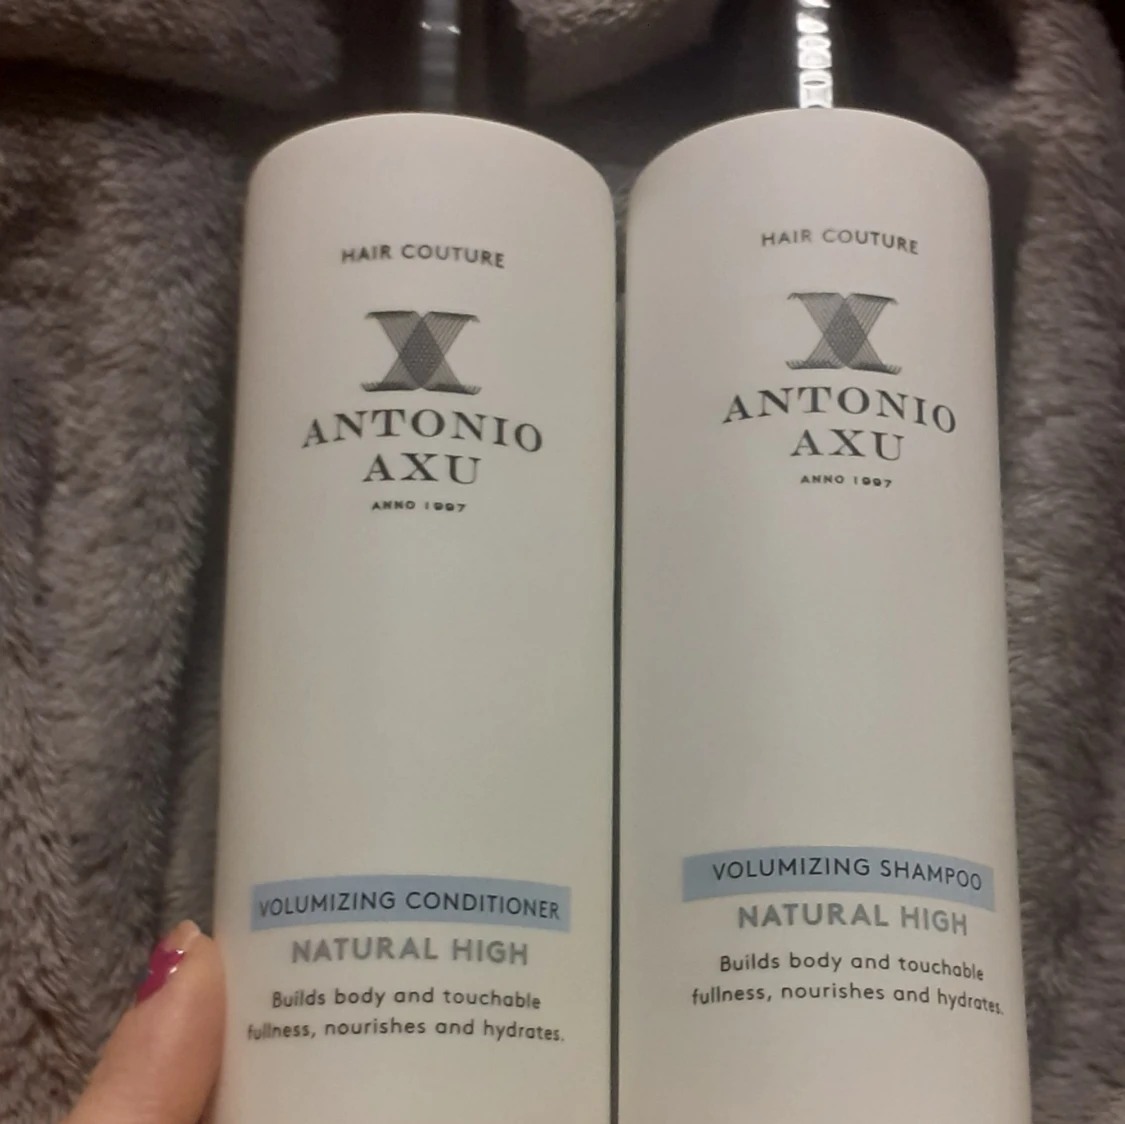 HAIR COUTURE
ANTONIO
AXU
ANNO 1997
VOLUMIZING CONDITIONER
NATURAL HIGH
Builds body and touchable
fullness, nourishes and hydrates.
HAIR COUTURE
ANTONIO
AXU
ANNO 1997
VOLUMIZING SHAMPOO
NATURAL HIGH
Builds body and touchable
fullness, nourishes and hydrates.